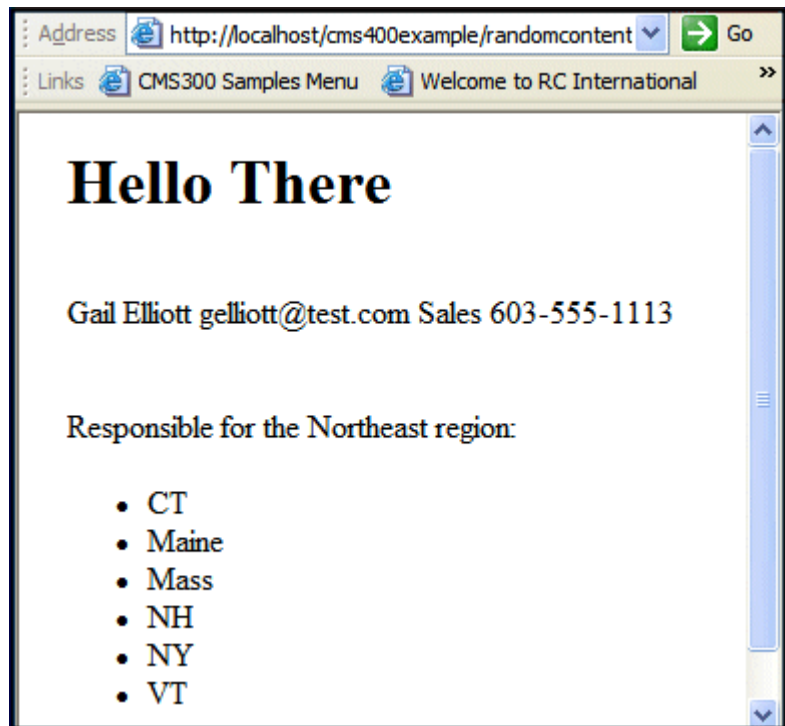 Address http://localhost/cms400example/randomcontent Go
Links CMS300 Samples Menu Welcome to RC International »
Hello There
Gail Elliott gelliott@test.com Sales 603-555-1113
Responsible for the Northeast region:
• CT
• Maine
• Mass
• NH
• NY
• VT